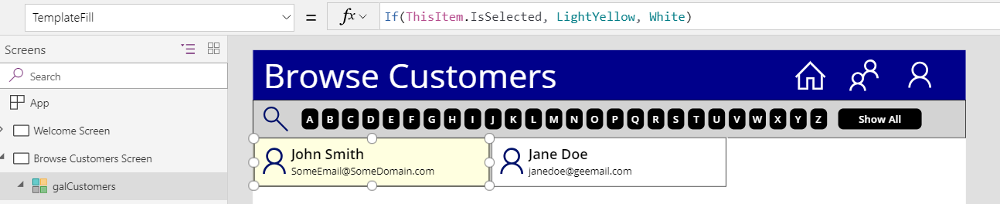 TemplateFill = fx If(ThisItem.IsSelected, LightYellow, White)
Screens
Search
App
Welcome Screen
Browse Customers Screen
galCustomers
Browse Customers
A B C D E F G H I J K L M N O P Q R S T U V W X Y Z Show All
John Smith
SomeEmail@SomeDomain.com
Jane Doe
janedoe@geemail.com